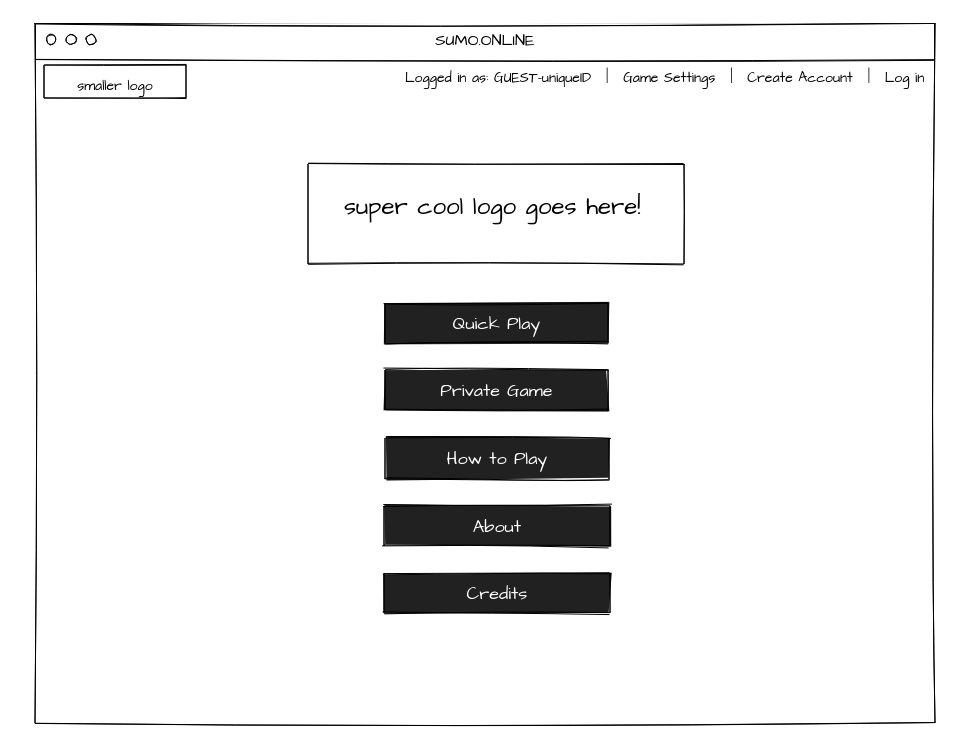 SUMO.ONLINE
smaller logo
Logged in as: GUEST-uniqueID | Game Settings | Create Account | Log in
super cool logo goes here!
Quick Play
Private Game
How to Play
About
Credits